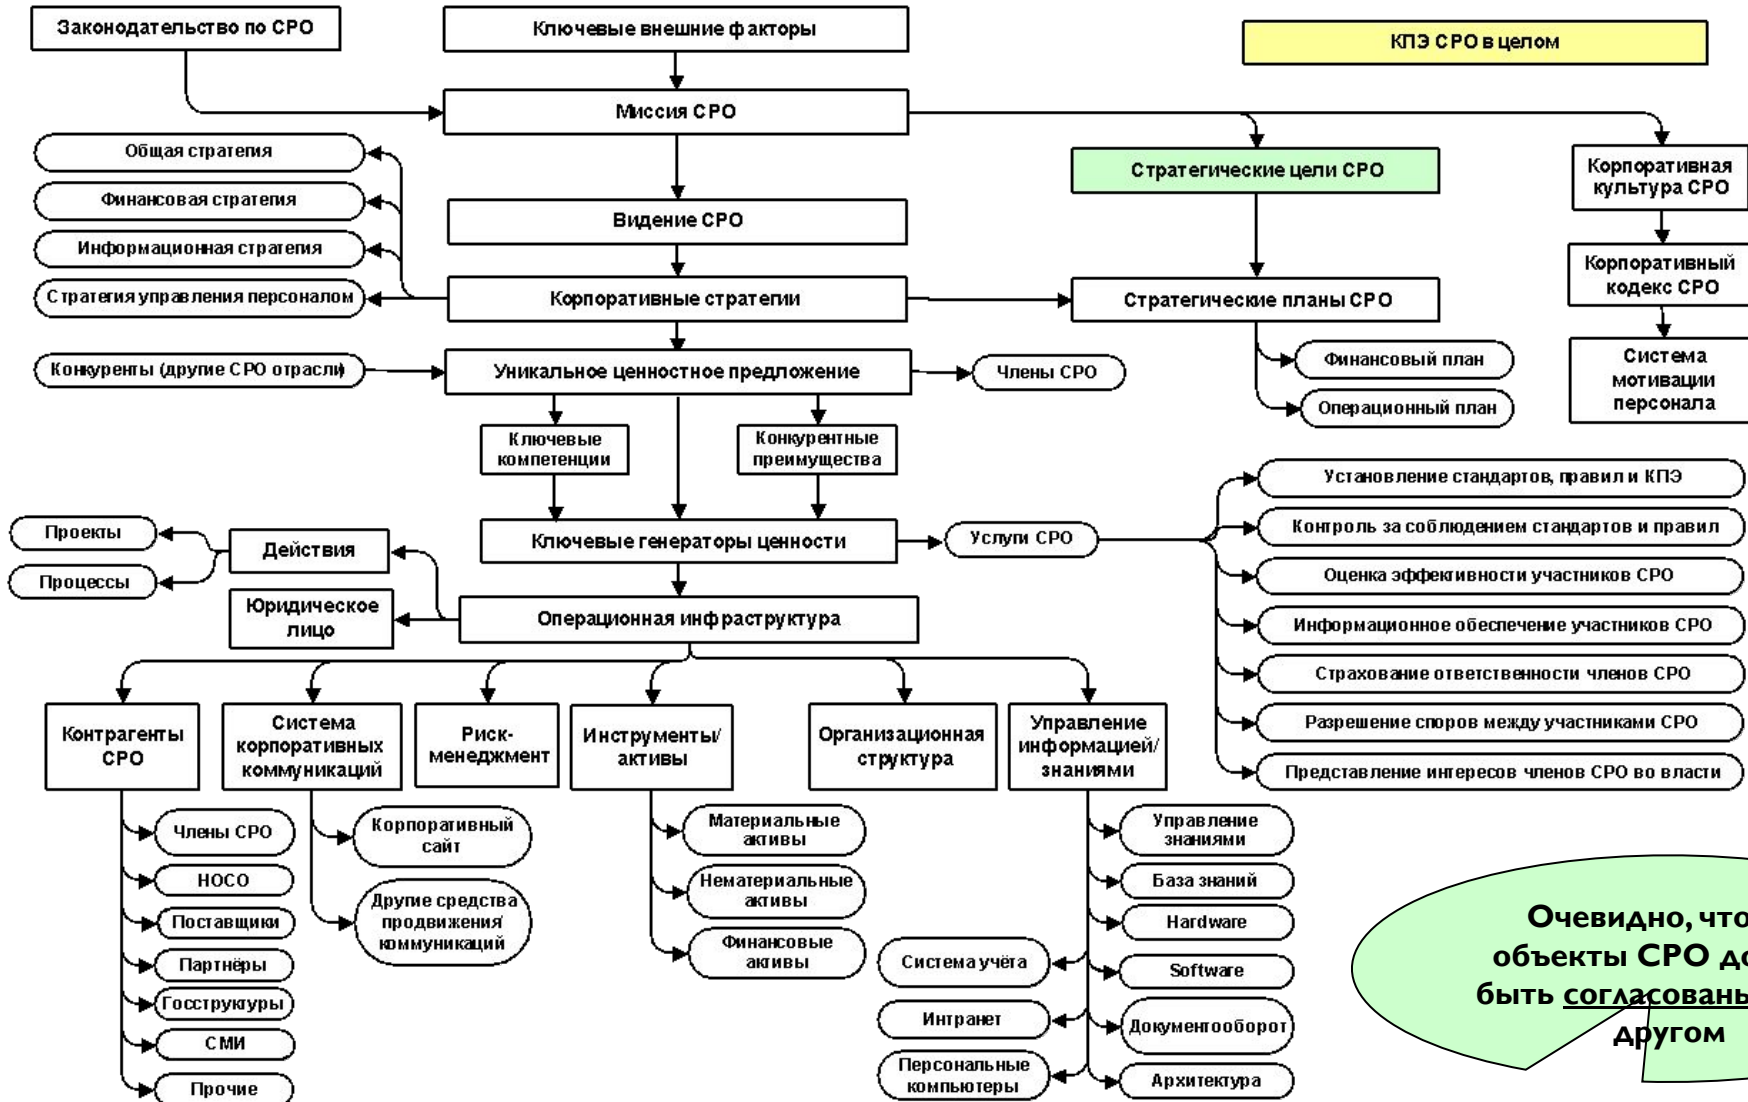 Законодательство по СРО
Ключевые внешние факторы
КПЭ СРО в целом
Миссия СРО
Общая стратегия
Финансовая стратегия
Информационная стратегия
Стратегия управления персоналом
Стратегические цели СРО
Корпоративная
культура СРО
Видение СРО
Корпоративный
кодекс СРО
Корпоративные стратегии
Стратегические планы СРО
Конкуренты (другие СРО отрасли)
Уникальное ценностное предложение
Члены СРО
Финансовый план
Операционный план
Система
мотивации
персонала
Ключевые
компетенции
Конкурентные
преимущества
Проекты
Процессы
Действия
Ключевые генераторы ценности
Услуги СРО
Юридическое
лицо
Операционная инфраструктура
Установление стандартов, правил и КПЭ
Контроль за соблюдением стандартов и правил
Оценка эффективности участников СРО
Информационное обеспечение участников СРО
Страхование ответственности членов СРО
Разрешение споров между участниками СРО
Представление интересов членов СРО во власти
Контрагенты
СРО
Система
корпоративных
коммуникаций
Риск-
менеджмент
Инструменты/
активы
Организационная
структура
Управление
информацией/
знаниями
Члены СРО
НОСО
Поставщики
Партнёры
Госструктуры
СМИ
Прочие
Корпоративный
сайт
Другие средства
продвижения/
коммуникаций
Материальные
активы
Нематериальные
активы
Финансовые
активы
Система учёта
Интранет
Персональные
компьютеры
Управление
знаниями
База знаний
Hardware
Software
Документооборот
Архитектура
Очевидно, что
объекты СРО
быть
другом